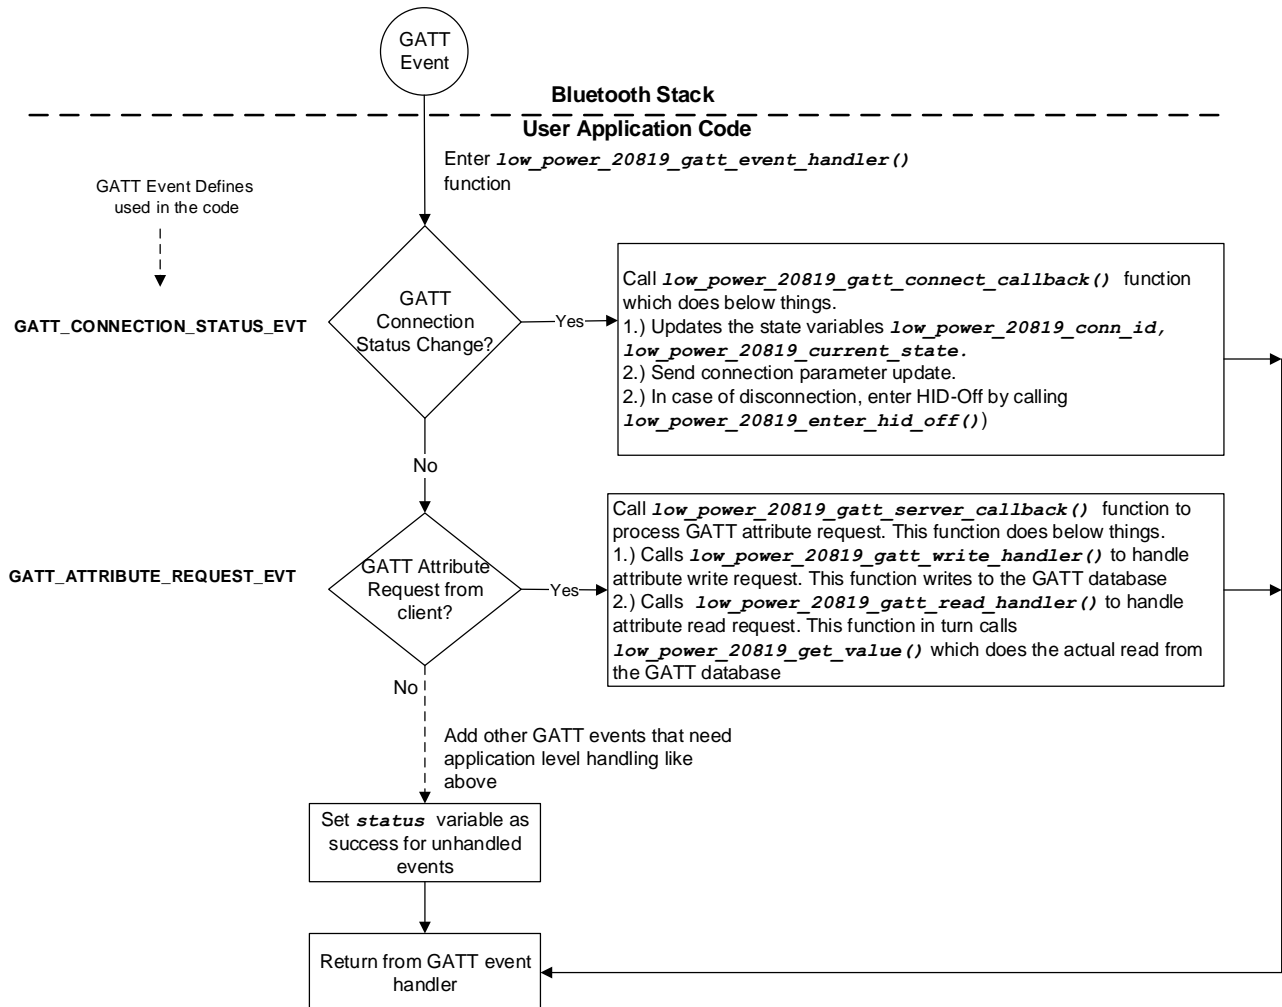 GATT
Event
Bluetooth Stack
User Application Code
Enter low_power_20819_gatt_event_handler()
function
GATT Event Defines
used in the code
GATT_CONNECTION_STATUS_EVT
GATT
Connection
Status Change?
Yes
Call low_power_20819_gatt_connect_callback() function
which does below things.
1.) Updates the state variables low_power_20819_conn_id,
low_power_20819_current_state.
2.) Send connection parameter update.
2.) In case of disconnection, enter HID-Off by calling
low_power_20819_enter_hid_off())
No
GATT_ATTRIBUTE_REQUEST_EVT
GATT Attribute
Request from
client?
Yes
Call low_power_20819_gatt_server_callback() function to
process GATT attribute request. This function does below things.
1.) Calls low_power_20819_gatt_write_handler() to handle
attribute write request. This function writes to the GATT database
2.) Calls low_power_20819_gatt_read_handler() to handle
attribute read request. This function in turn calls
low_power_20819_get_value() which does the actual read from
the GATT database
No
Add other GATT events that need
application level handling like
above
Set status variable as
success for unhandled
events
Return from GATT event
handler